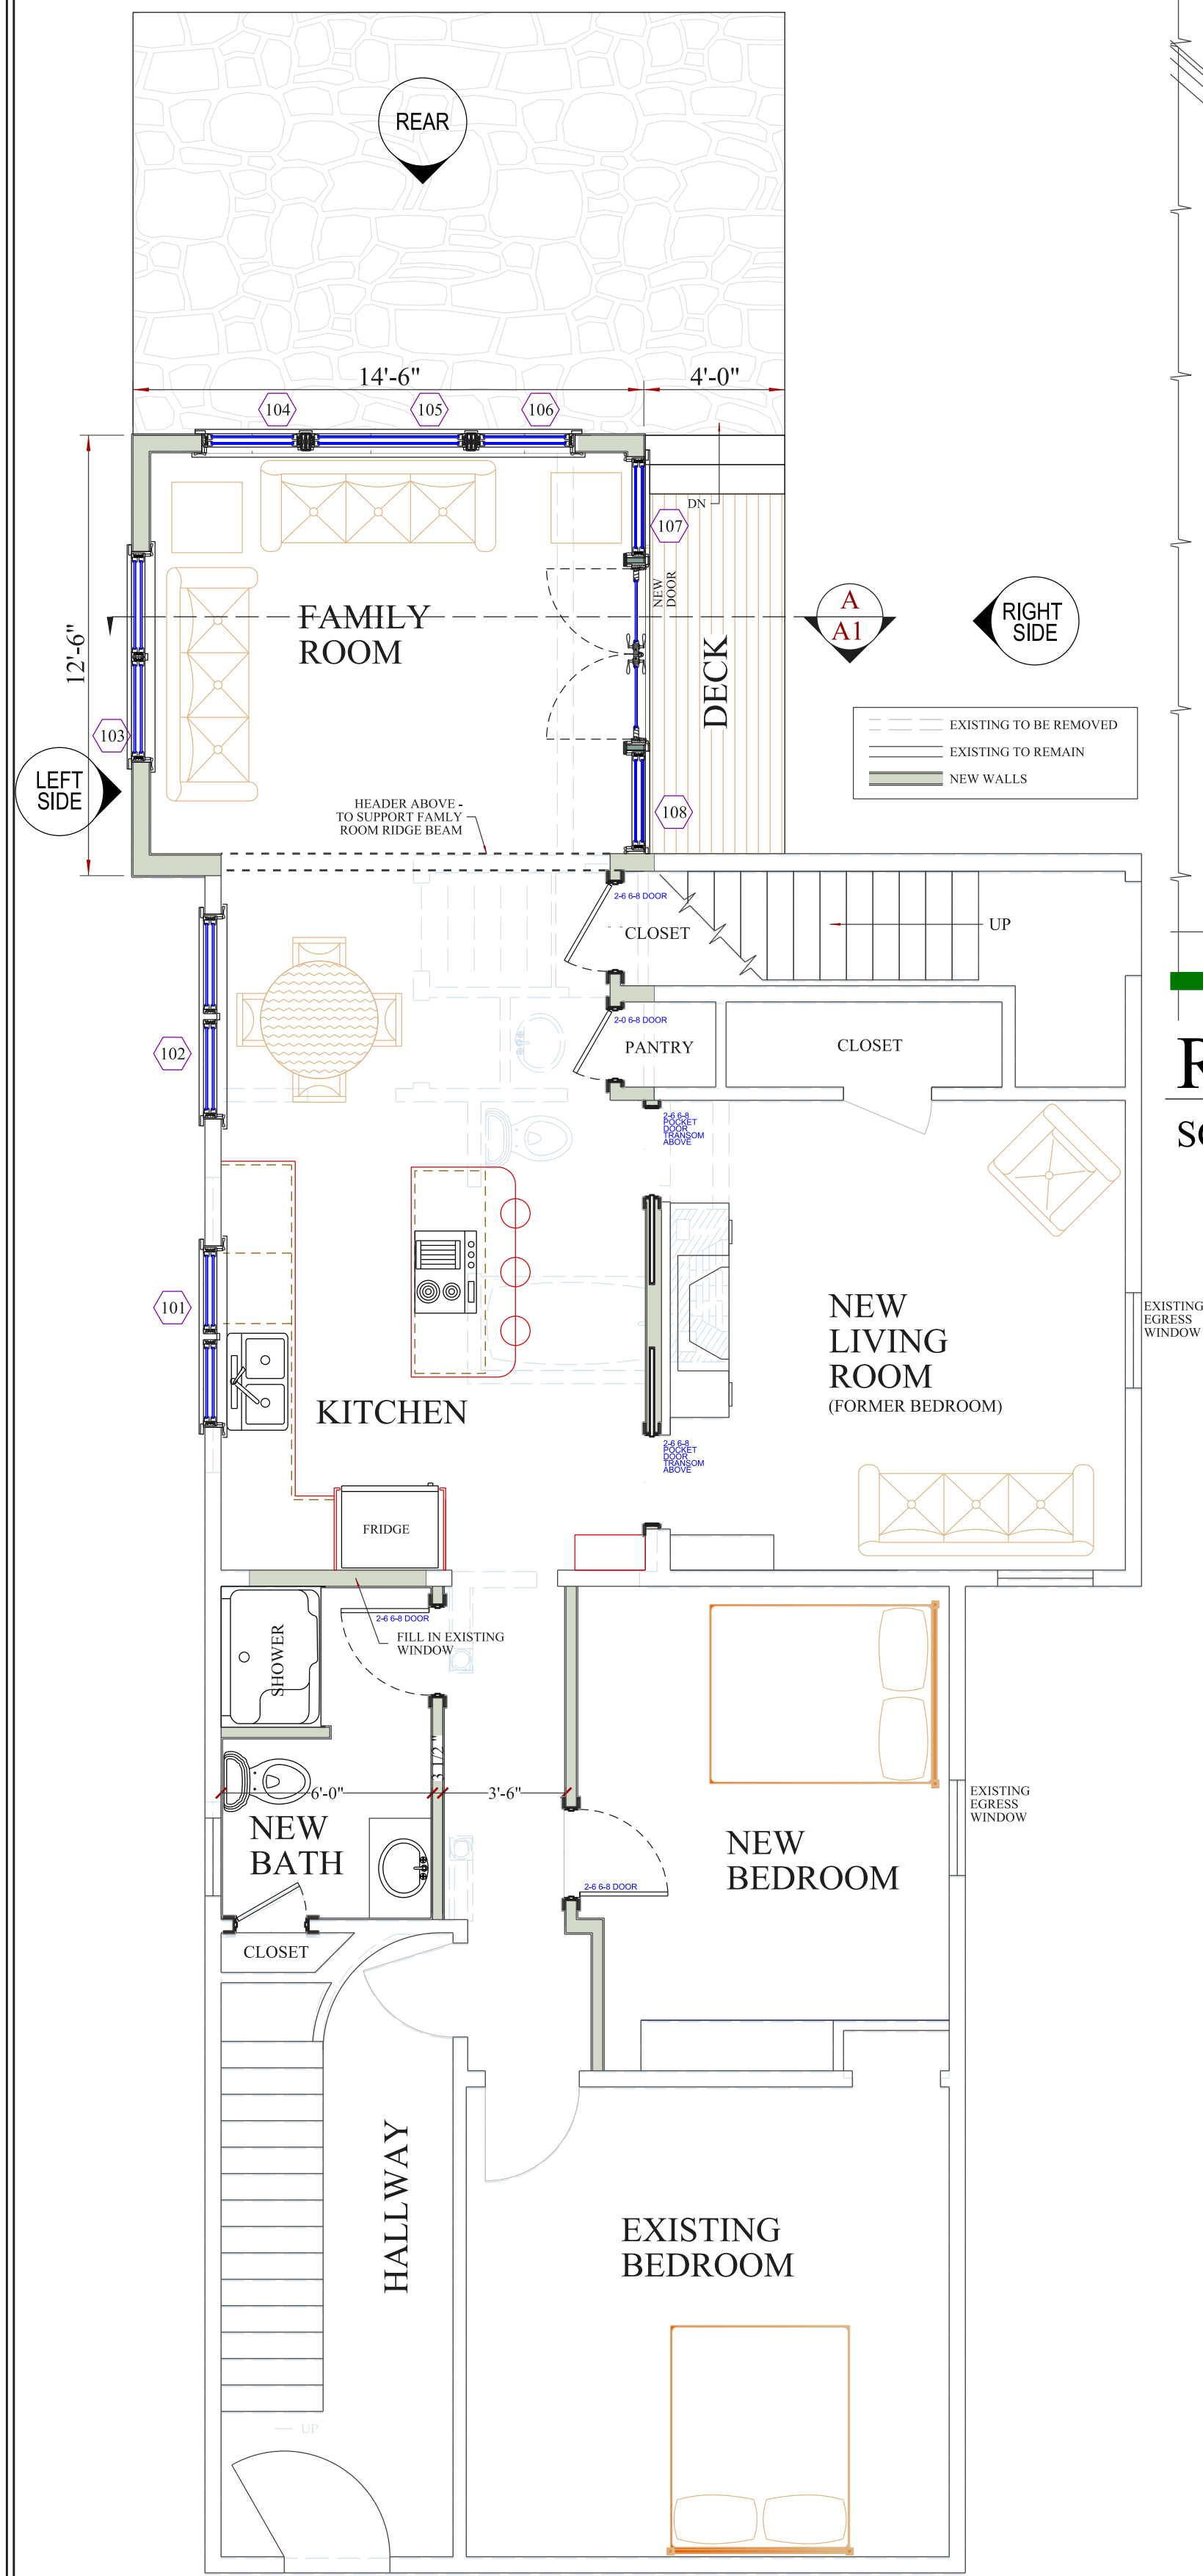 REAR
14'-6"
4'-0"
104
105
106
DN
107
NEW
DOOR
FAMILY
ROOM
A
A1
RIGHT
SIDE
12'-6"
DECK
103
EXISTING TO BE REMOVED
EXISTING TO REMAIN
NEW WALLS
LEFT
SIDE
HEADER ABOVE -
TO SUPPORT FAMLY
ROOM RIDGE BEAM
108
2-6 6-8 DOOR
CLOSET
UP
2-0 6-8 DOOR
PANTRY
CLOSET
102
R
2-6 6-8
POCKET
DOOR
TRANSOM
ABOVE
101
NEW
LIVING
ROOM
(FORMER BEDROOM)
EXISTING
EGRESS
WINDOW
KITCHEN
2-6 6-8
POCKET
DOOR
TRANSOM
ABOVE
FRIDGE
2-6 6-8 DOOR
FILL IN EXISTING
WINDOW
SHOWER
3 1/2 "
6'-0"
3'-6"
NEW
BATH
NEW
BEDROOM
EXISTING
EGRESS
WINDOW
2-6 6-8 DOOR
CLOSET
HALLWAY
EXISTING
BEDROOM
UP